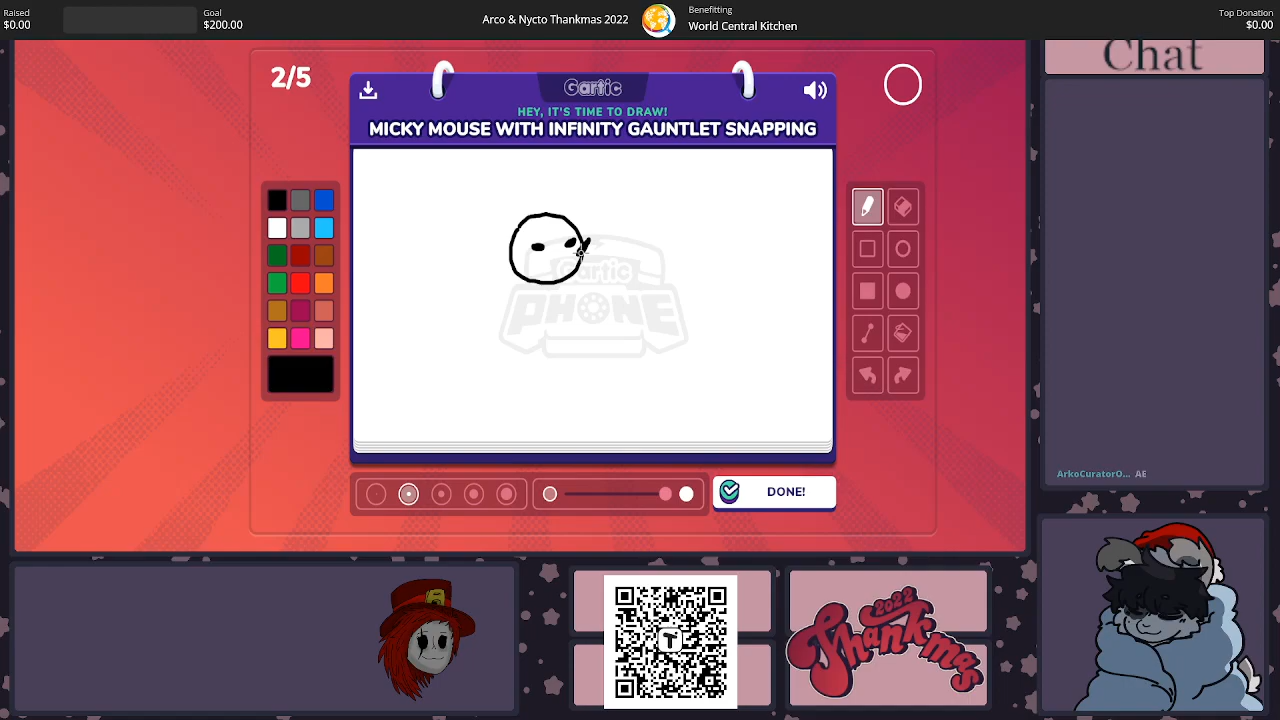 Raised
$0.00
Goal
$200.00
Arco & Nycto Thankmas 2022
Benefitting
World Central Kitchen
Top Donation
$0.00
2/5
Gartic
HEY, IT'S TIME TO DRAW!
MICKY MOUSE WITH INFINITY GAUNTLET SNAPPING
Chat
Gartic
PHONE
ArkoCuratorO... AE
DONE!
T
2022
Thankmas